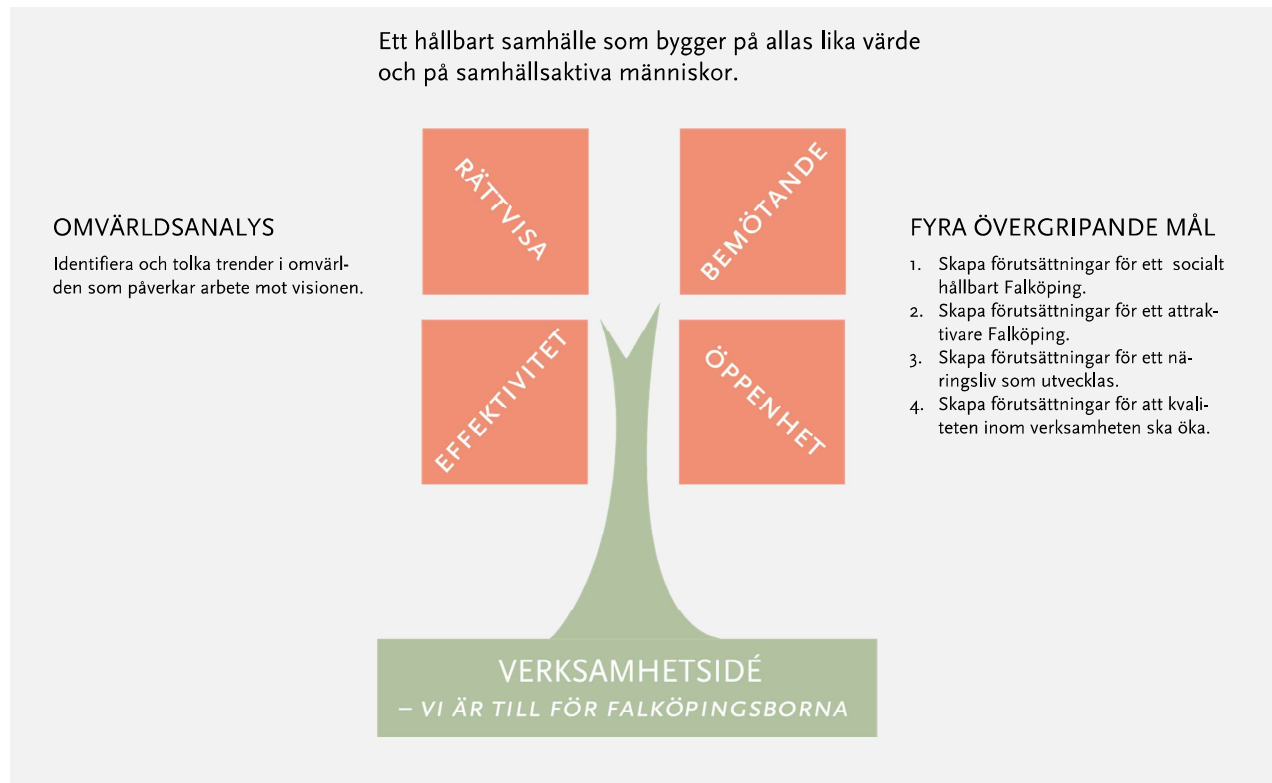 Ett hållbart samhälle som bygger på allas lika värde
och på samhällsaktiva människor.
RÄTTVISA
BEMÖTANDE
OMVÄRLDSANALYS
Identifiera och tolka trender i omvärl-
den som påverkar arbete mot visionen.
FYRA ÖVERGRIPANDE MÅL
1. Skapa förutsättningar för ett socialt
hållbart Falköping.
2. Skapa förutsättningar för ett attrak-
tivare Falköping.
3. Skapa förutsättningar för ett nä-
ringsliv som utvecklas.
4. Skapa förutsättningar för att kvali-
teten inom verksamheten ska öka.
EFFEKTIVITET
ÖPPENHET
VERKSAMHETSIDÉ
– VI ÄR TILL FÖR FALKÖPINGSBORNA